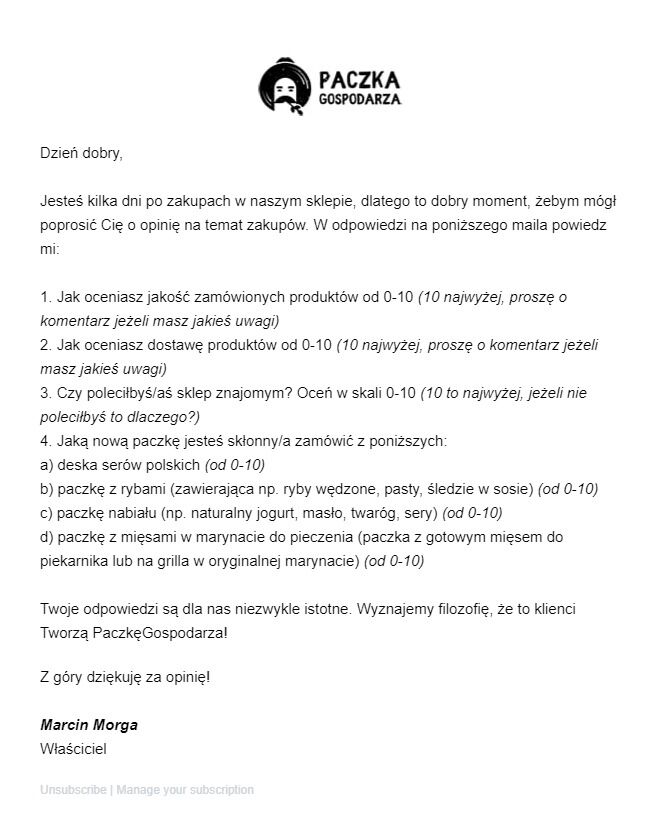 PACZKA
GOSPODARZA
Dzień dobry,
Jesteś kilka dni po zakupach w naszym sklepie, dlatego to dobry moment, żebym mógł
poprosić Cię o opinię na temat zakupów. W odpowiedzi na poniższego maila powiedz
mi:
1. Jak oceniasz jakość zamówionych produktów od 0-10 (10 najwyżej, proszę o
komentarz jeżeli masz jakieś uwagi)
2. Jak oceniasz dostawę produktów od 0-10 (10 najwyżej, proszę o komentarz jeżeli
masz jakieś uwagi)
3. Czy poleciłbyś/aś sklep znajomym? Oceń w skali 0-10 (10 to najwyżej, jeżeli nie
poleciłbyś to dlaczego?)
4. Jaką nową paczkę jesteś skłonny/a zamówić z poniższych:
a) deska serów polskich (od 0-10)
b) paczkę z rybami (zawierająca np. ryby wędzone, pasty, śledzie w sosie) (od 0-10)
c) paczkę nabiału (np. naturalny jogurt, masło, twaróg, sery) (od 0-10)
d) paczkę z mięsami w marynacie do pieczenia (paczka z gotowym mięsem do
piekarnika lub na grilla w oryginalnej marynacie) (od 0-10)
Twoje odpowiedzi są dla nas niezwykle istotne. Wyznajemy filozofię, że to klienci
Tworzą PaczkęGospodarza!
Z góry dziękuję za opinię!
Marcin Morga
Właściciel
Unsubscribe | Manage your subscription